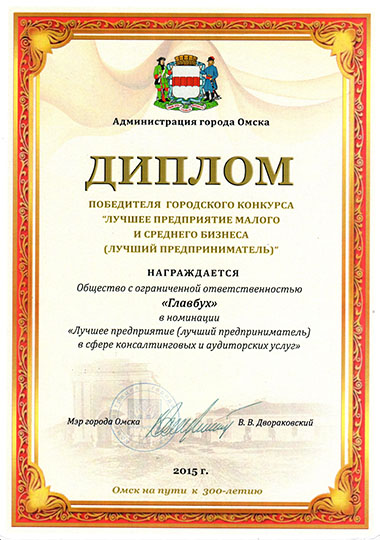 Администрация города Омска
ДИПЛОМ
ПОБЕДИТЕЛЯ ГОРОДСКОГО КОНКУРСА
"ЛУЧШЕЕ ПРЕДПРИЯТИЕ МАЛОГО
И СРЕДНЕГО БИЗНЕСА
(ЛУЧШИЙ ПРЕДПРИНИМАТЕЛЬ)"
НАГРАЖДАЕТСЯ
Общество с ограниченной ответственностью
«Главбух»
в номинации
«Лучшее предприятие (лучший предприниматель)
в сфере консалтинговых и аудиторских услуг»
Мэр города Омска В. В. Двораковский
2015 г.
Омск на пути к 300-летию